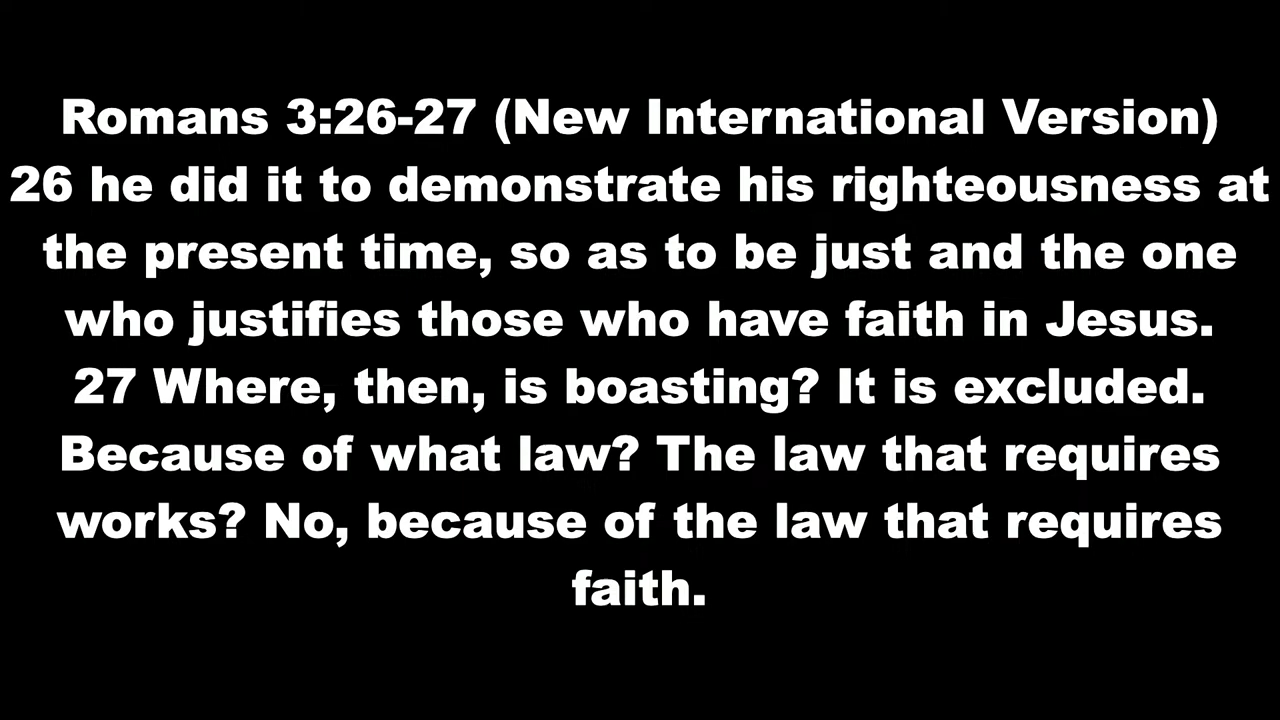 Romans 3:26-27 (New International Version)
26 he did it to demonstrate his righteousness at
the present time, so as to be just and the one
who justifies those who have faith in Jesus.
27 Where, then, is boasting? It is excluded.
Because of what law? The law that requires
works? No, because of the law that requires
faith.